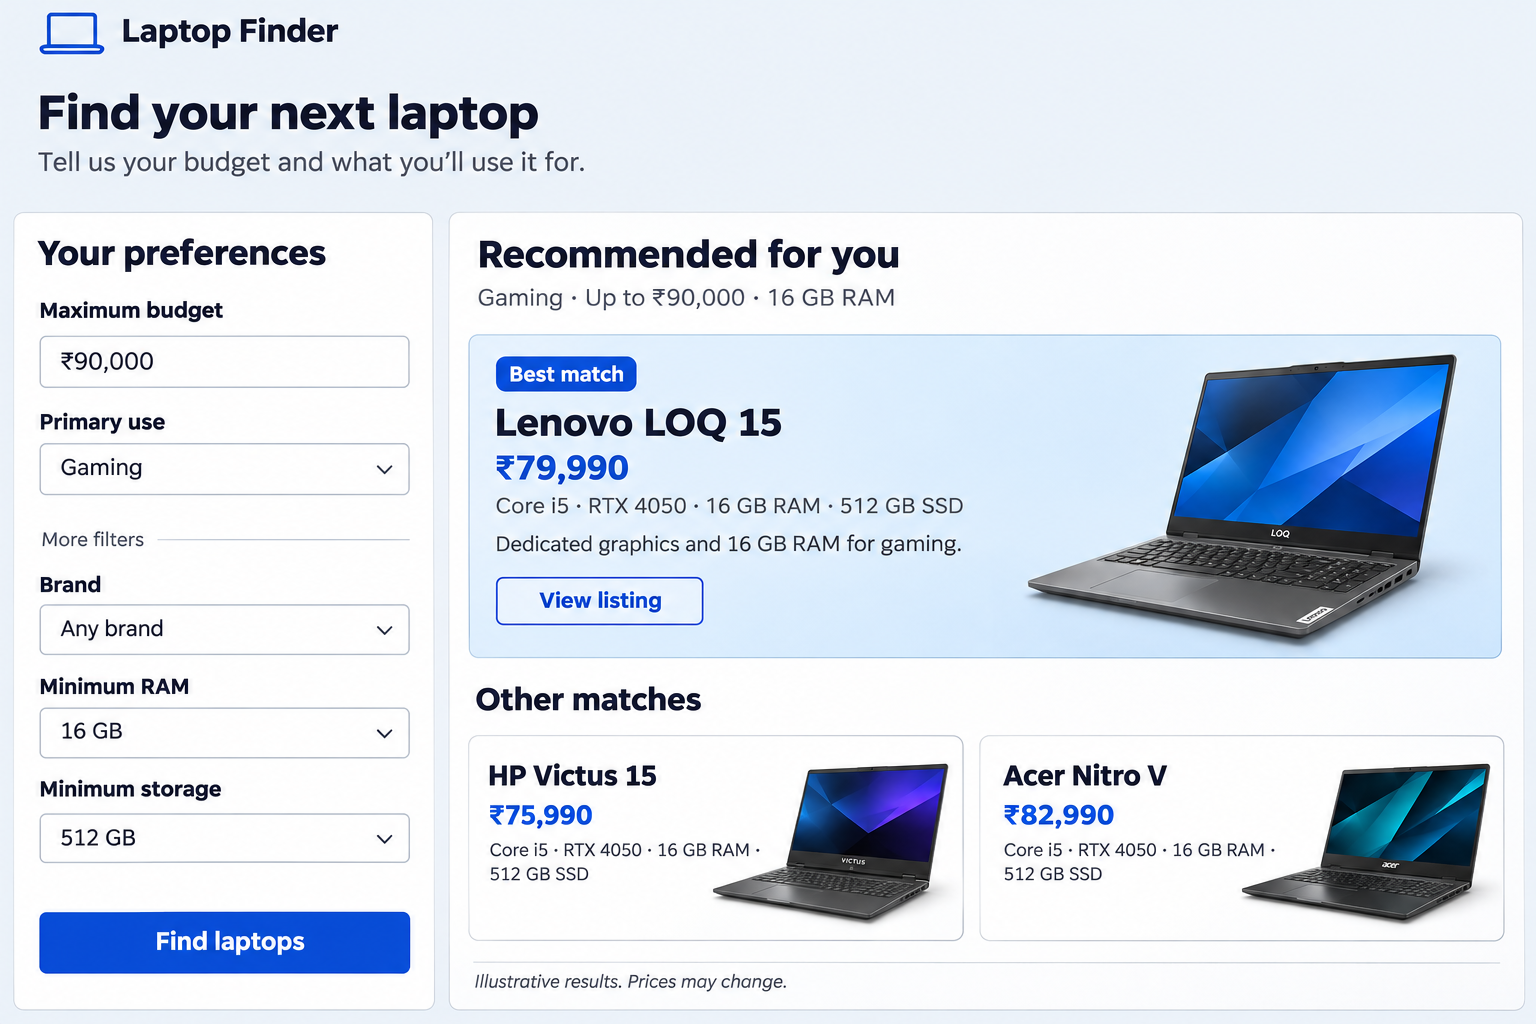 Laptop Finder
Find your next laptop
Tell us your budget and what you’ll use it for.
Your preferences
Maximum budget
₹90,000
Primary use
Gaming
More filters
Brand
Any brand
Minimum RAM
16 GB
Minimum storage
512 GB
Find laptops
Recommended for you
Gaming · Up to ₹90,000 · 16 GB RAM
Best match
Lenovo LOQ 15
₹79,990
Core i5 · RTX 4050 · 16 GB RAM · 512 GB SSD
Dedicated graphics and 16 GB RAM for gaming.
View listing
LOQ
Lenovo
Other matches
HP Victus 15
₹75,990
Core i5 · RTX 4050 · 16 GB RAM ·
512 GB SSD
VICTUS
Acer Nitro V
₹82,990
Core i5 · RTX 4050 · 16 GB RAM ·
512 GB SSD
acer
Illustrative results. Prices may change.